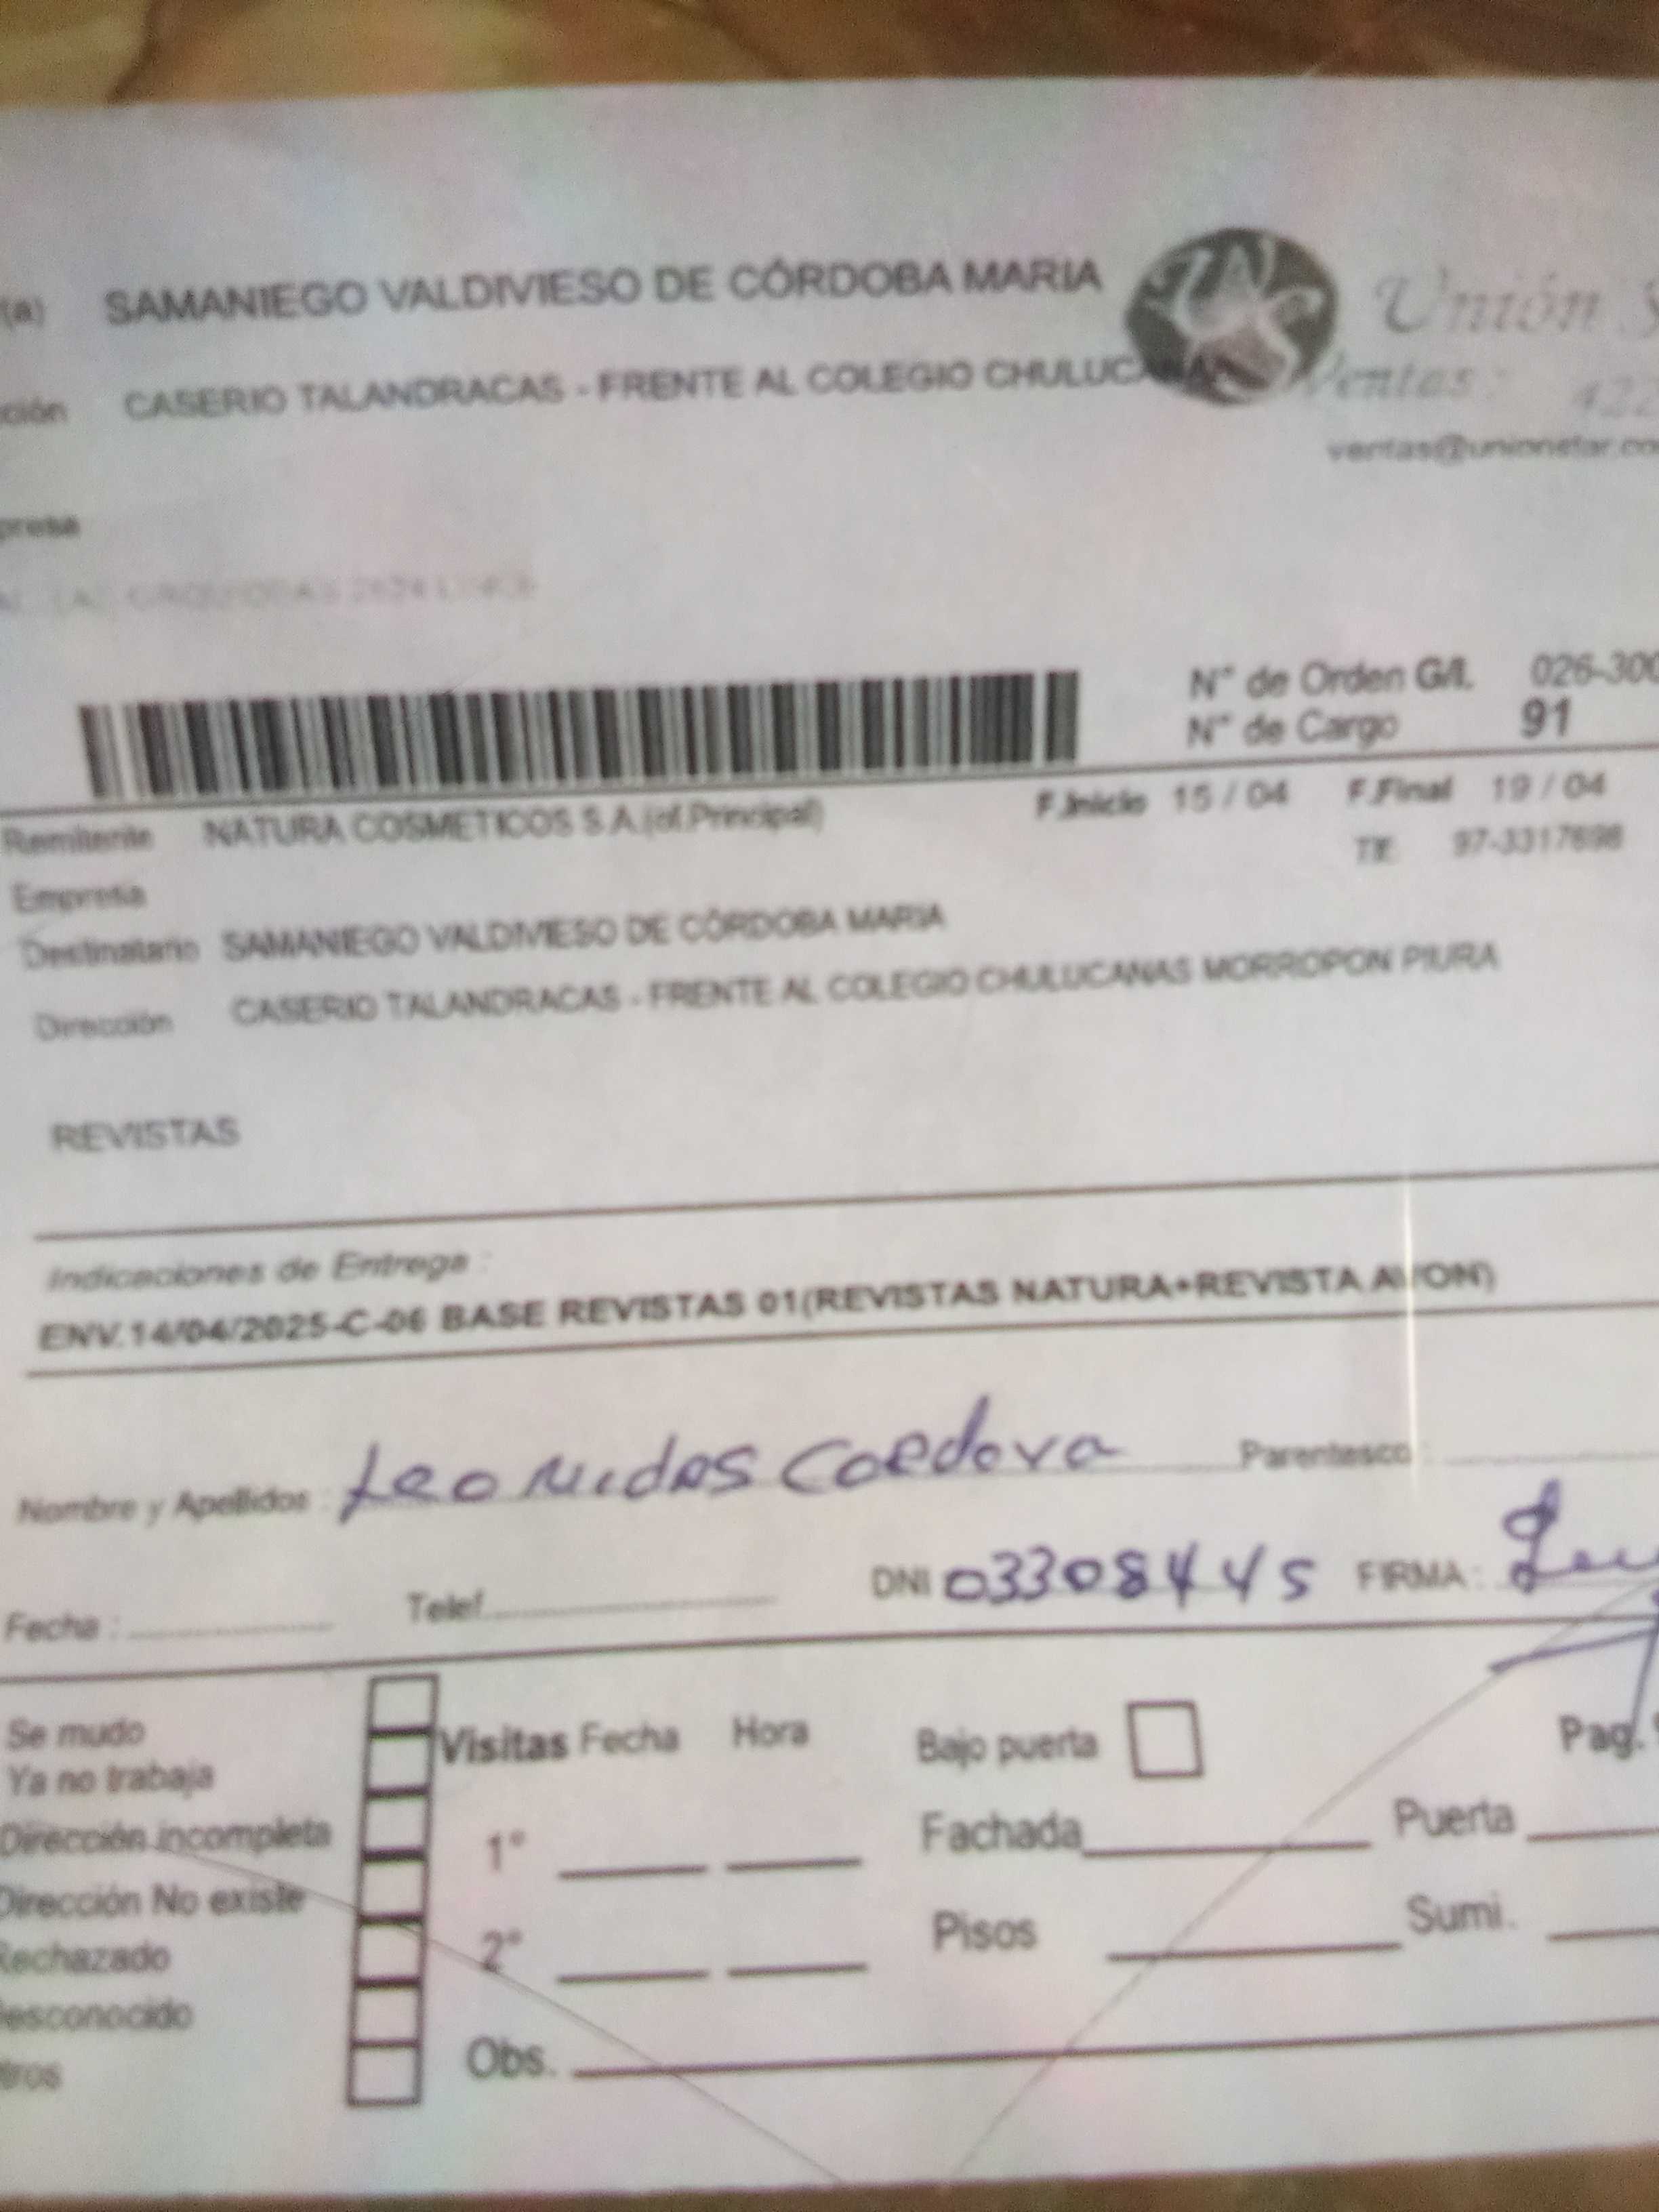 (a) SAMANIEGO VALDIVIESO DE CÓRDOBA MARIA
Unión S
ción CASERIO TALANDRACAS - FRENTE AL COLEGIO CHULUCANA
Ventas: 422
ventas@unionstar.co
presa
N° de Orden G/L. 026-300
N° de Cargo 91
Remitente NATURA COSMETICOS S.A.(of.Principal) F.Inicio 15 / 04 F.Final 19 / 04
Tlf. 97-3317698
Empresa
Destinatario SAMANIEGO VALDIVIESO DE CÓRDOBA MARIA
Dirección CASERIO TALANDRACAS - FRENTE AL COLEGIO CHULUCANAS MORROPON PIURA
REVISTAS
Indicaciones de Entrega :
ENV.14/04/2025-C-06 BASE REVISTAS 01(REVISTAS NATURA+REVISTA AVON)
Nombre y Apellidos : Leonidas Cordova Parentesco :
Fecha : Telef. DNI 03308445 FIRMA :
Se mudo
Ya no trabaja
Dirección incompleta
Dirección No existe
Rechazado
esconocido
tros
Visitas Fecha Hora
1°
2°
Obs.
Bajo puerta Pag.
Fachada Puerta
Pisos Sumi.